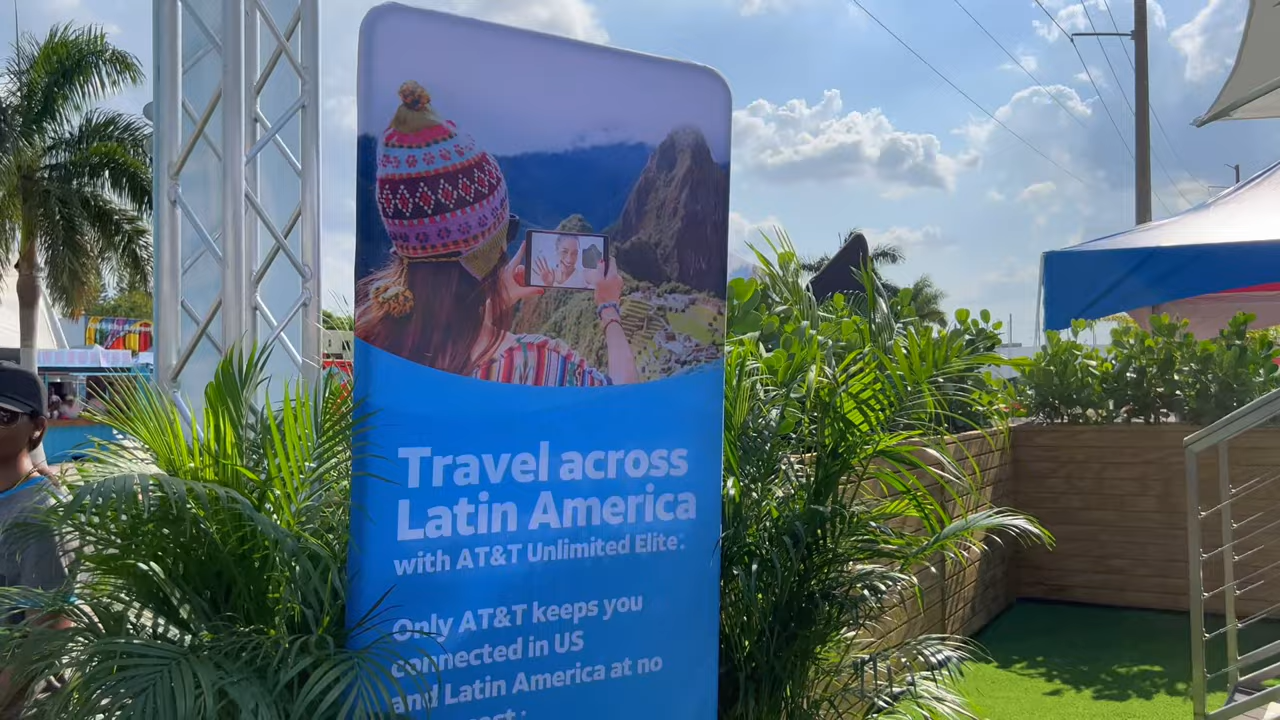 Travel across
Latin America
with AT&T Unlimited Elite.
Only AT&T keeps you
connected in US
and Latin America at no